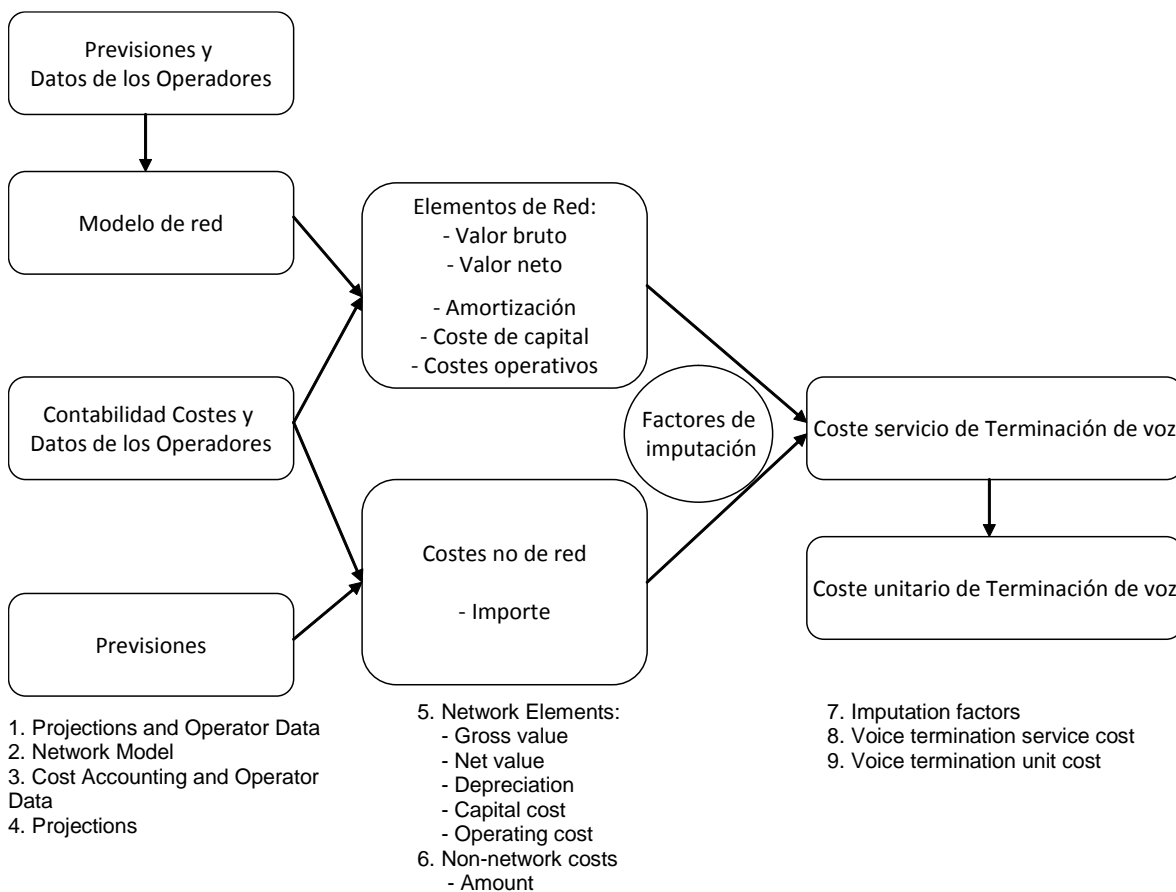 Previsiones y
Datos de los Operadores
Modelo de red
Contabilidad Costes y
Datos de los Operadores
Previsiones
Elementos de Red:
- Valor bruto
- Valor neto
- Amortización
- Coste de capital
- Costes operativos
Costes no de red
- Importe
Factores de
imputación
Coste servicio de Terminación de voz
Coste unitario de Terminación de voz
1. Projections and Operator Data
2. Network Model
3. Cost Accounting and Operator
Data
4. Projections
5. Network Elements:
- Gross value
- Net value
- Depreciation
- Capital cost
- Operating cost
6. Non-network costs
- Amount
7. Imputation factors
8. Voice termination service cost
9. Voice termination unit cost